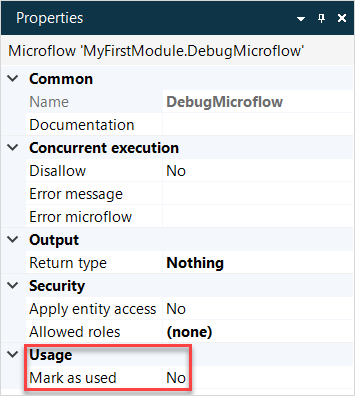 Properties
Microflow 'MyFirstModule.DebugMicroflow'
Common
Name DebugMicroflow
Documentation
Concurrent execution
Disallow No
Error message
Error microflow
Output
Return type Nothing
Security
Apply entity access No
Allowed roles (none)
Usage
Mark as used No